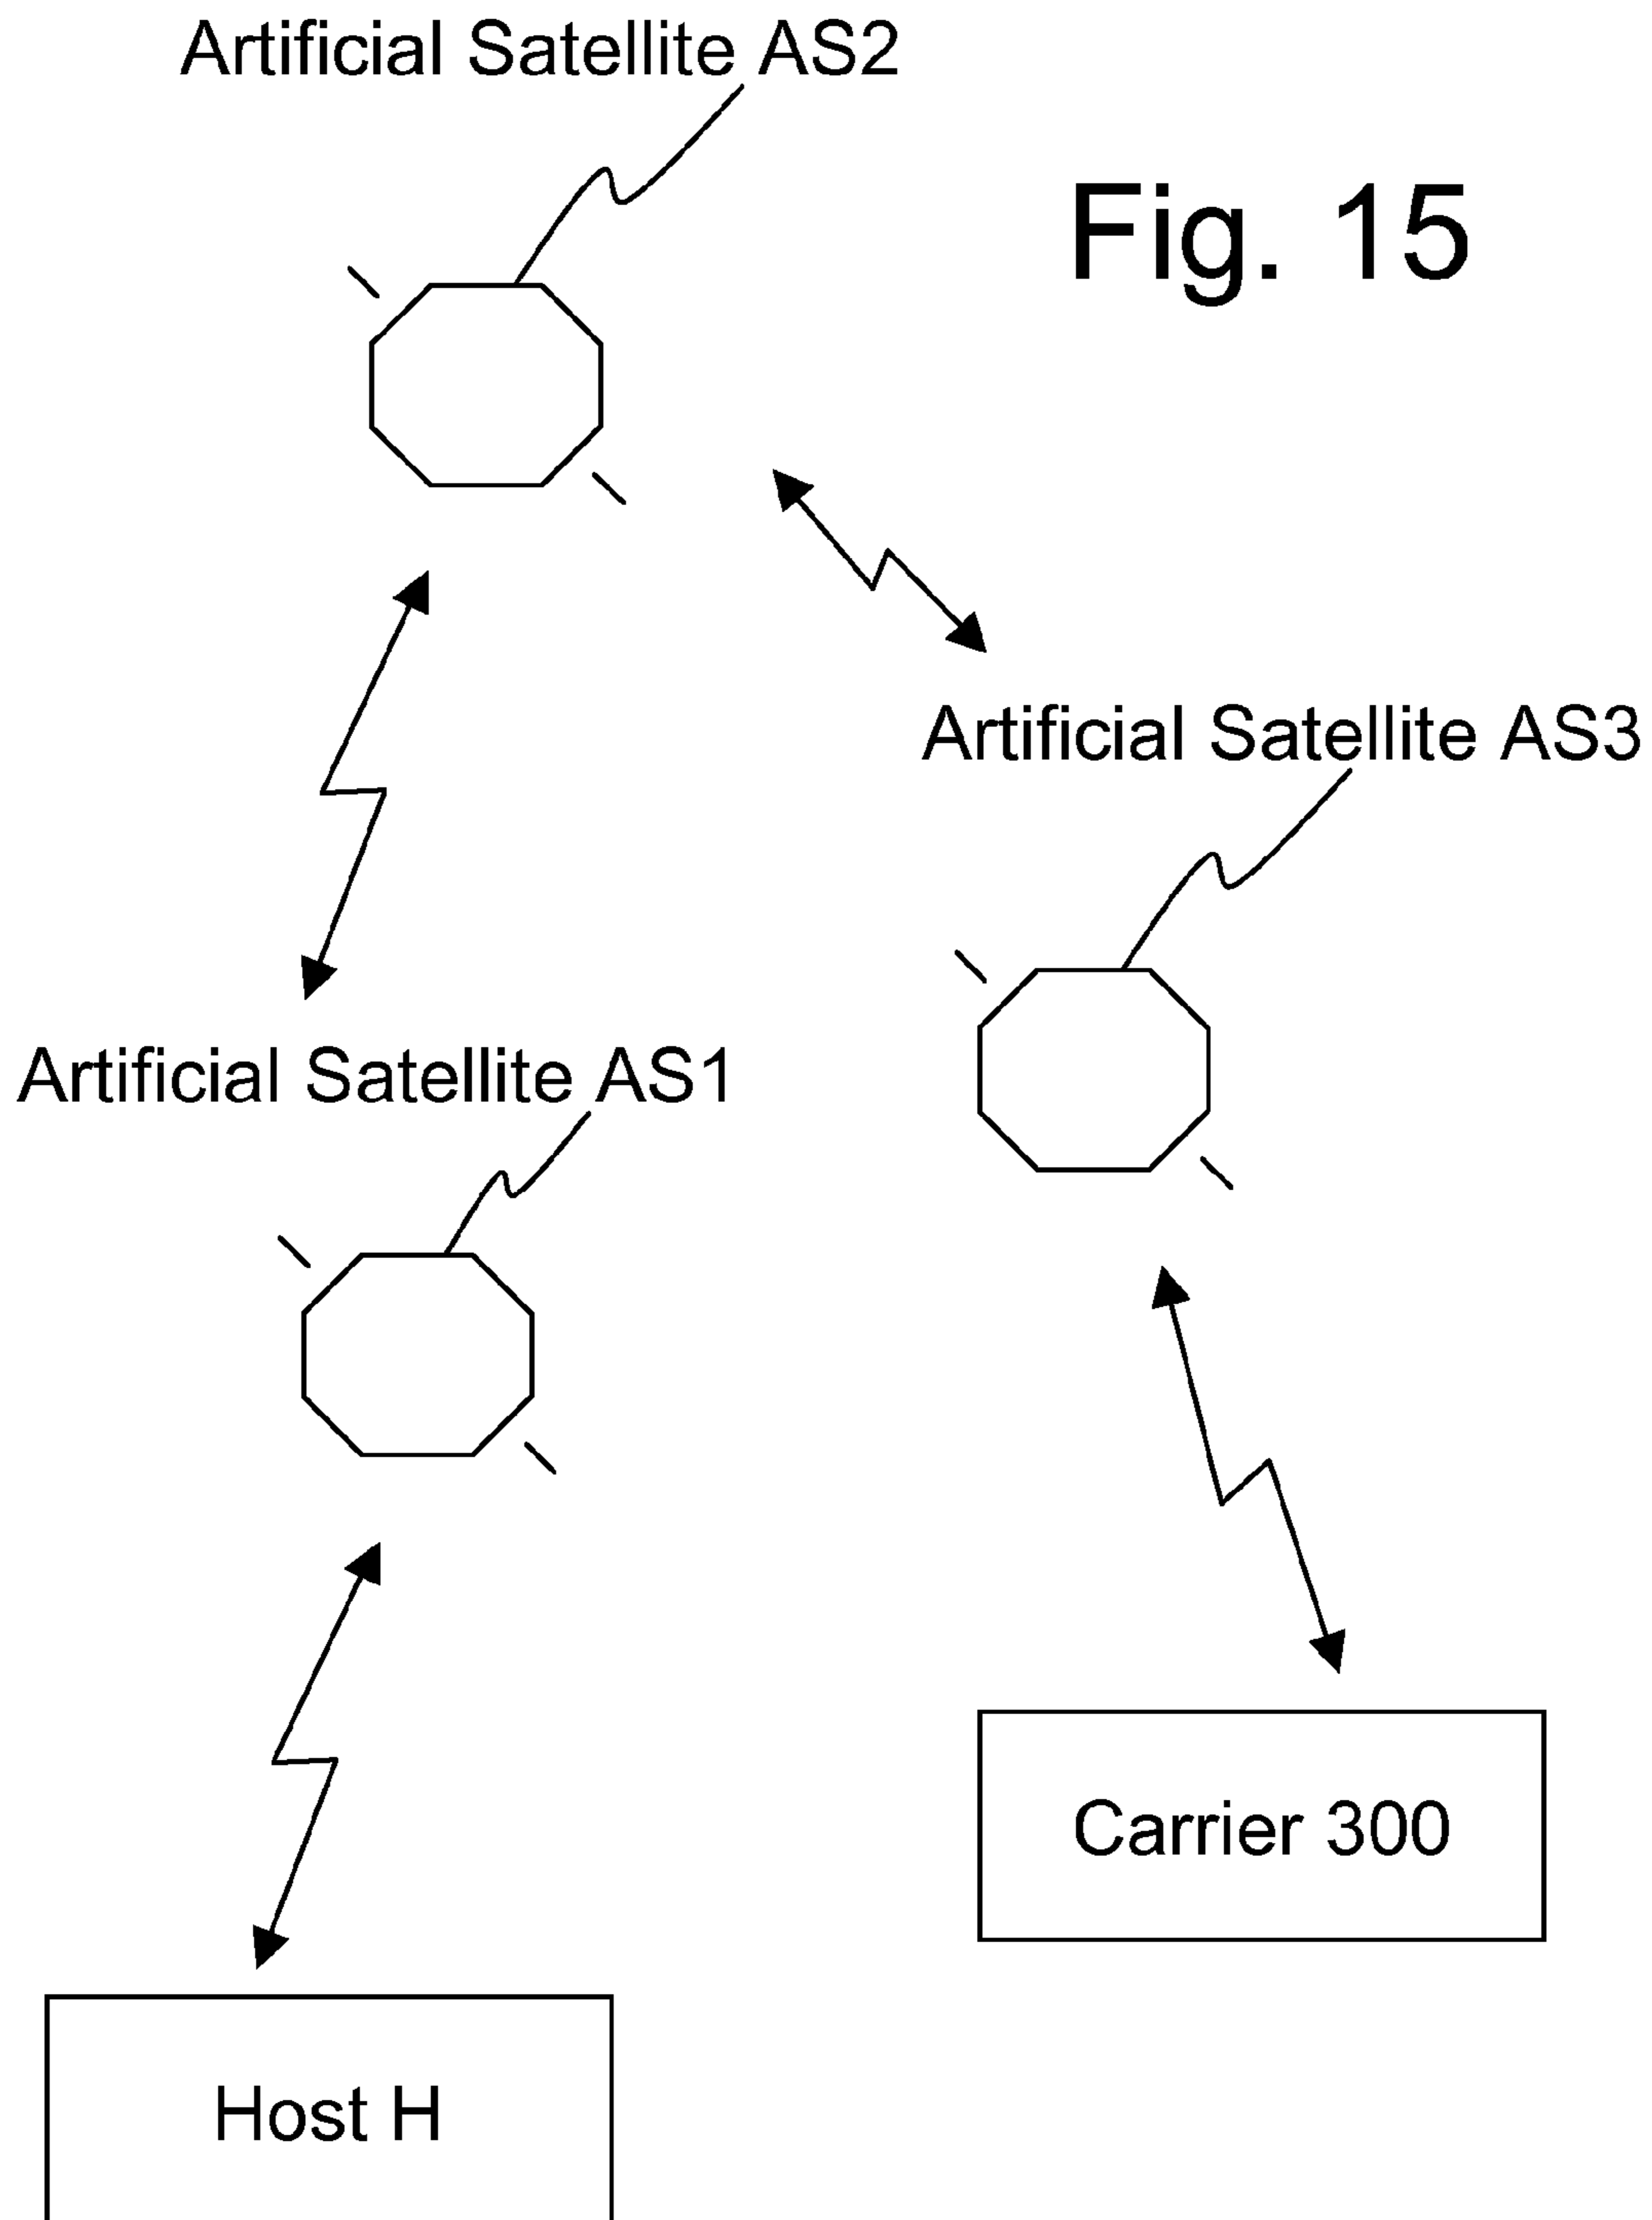 Artificial Satellite AS2
Fig. 15
Artificial Satellite AS3
Artificial Satellite AS1
Carrier 300
Host H